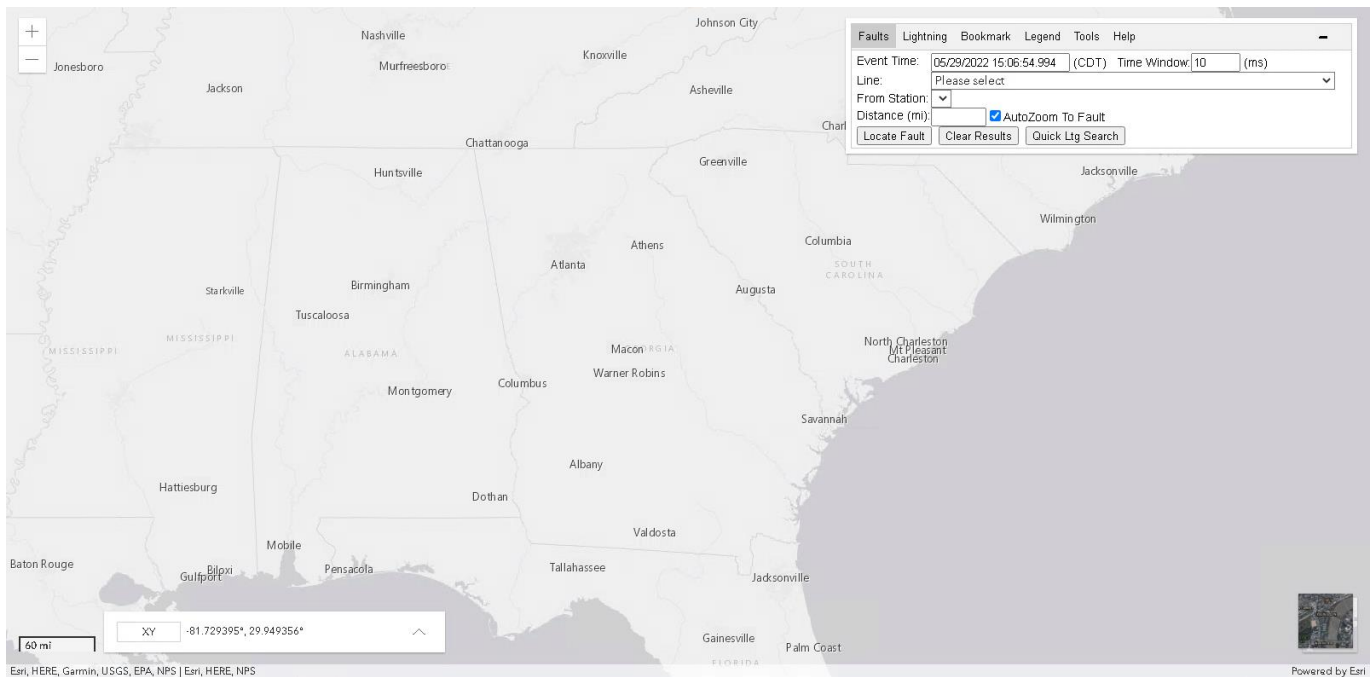 Johnson City
Nashville
Knoxville
Murfreesboro
Jonesboro
Jackson
Asheville
Chattanooga
Greenville
Huntsville
Jacksonville
Wilmington
Athens
Columbia
Atlanta
SOUTH
CAROLINA
Starkville
Birmingham
Augusta
Tuscaloosa
MISSISSIPPI
MISSISSIPPI
ALABAMA
Macon
North Charleston
Mt Pleasant
Charleston
Warner Robins
Columbus
Montgomery
Savannah
Albany
Hattiesburg
Dothan
Valdosta
Mobile
Baton Rouge
Biloxi
Gulfport
Pensacola
Tallahassee
Jacksonville
Gainesville
Palm Coast
FLORIDA
Faults Lightning Bookmark Legend Tools Help
Event Time: 05/29/2022 15:06:54.994 (CDT) Time Window: 10 (ms)
Line: Please select
From Station:
Distance (mi): AutoZoom To Fault
Locate Fault Clear Results Quick Ltg Search
XY -81.729395°, 29.949356°
60 mi
Esri, HERE, Garmin, USGS, EPA, NPS | Esri, HERE, NPS
Powered by Esri